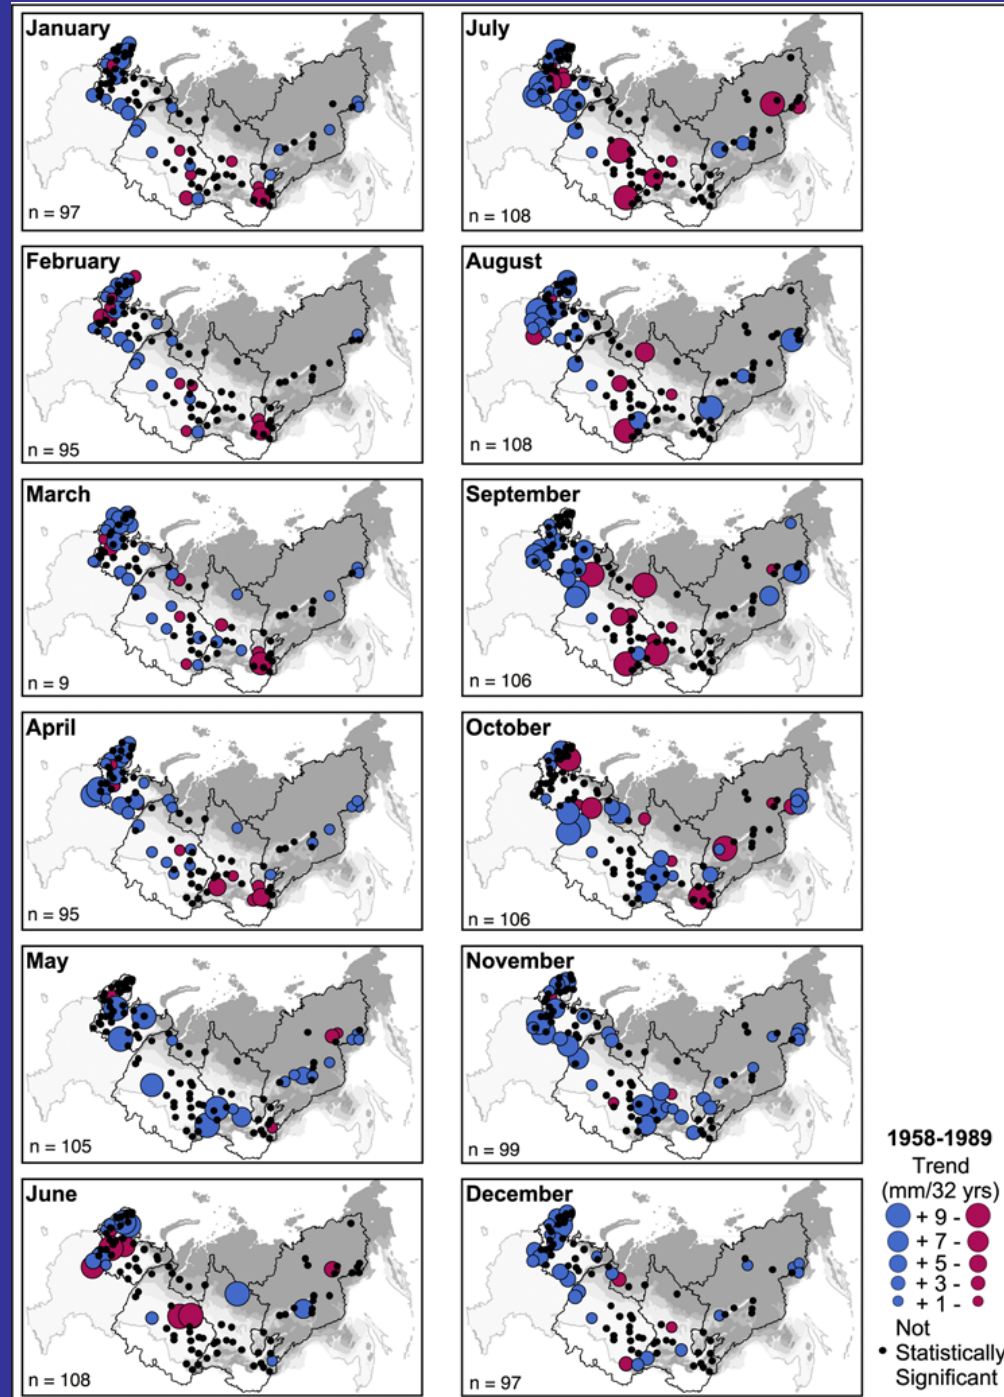 January
n = 97
February
n = 95
March
n = 9
April
n = 95
May
n = 105
June
n = 108
July
n = 108
August
n = 108
September
n = 106
October
n = 106
November
n = 99
December
n = 97
1958-1989
Trend
(mm/32 yrs)
+ 9 -
+ 7 -
+ 5 -
+ 3 -
+ 1 -
Not
Statistically
Significant